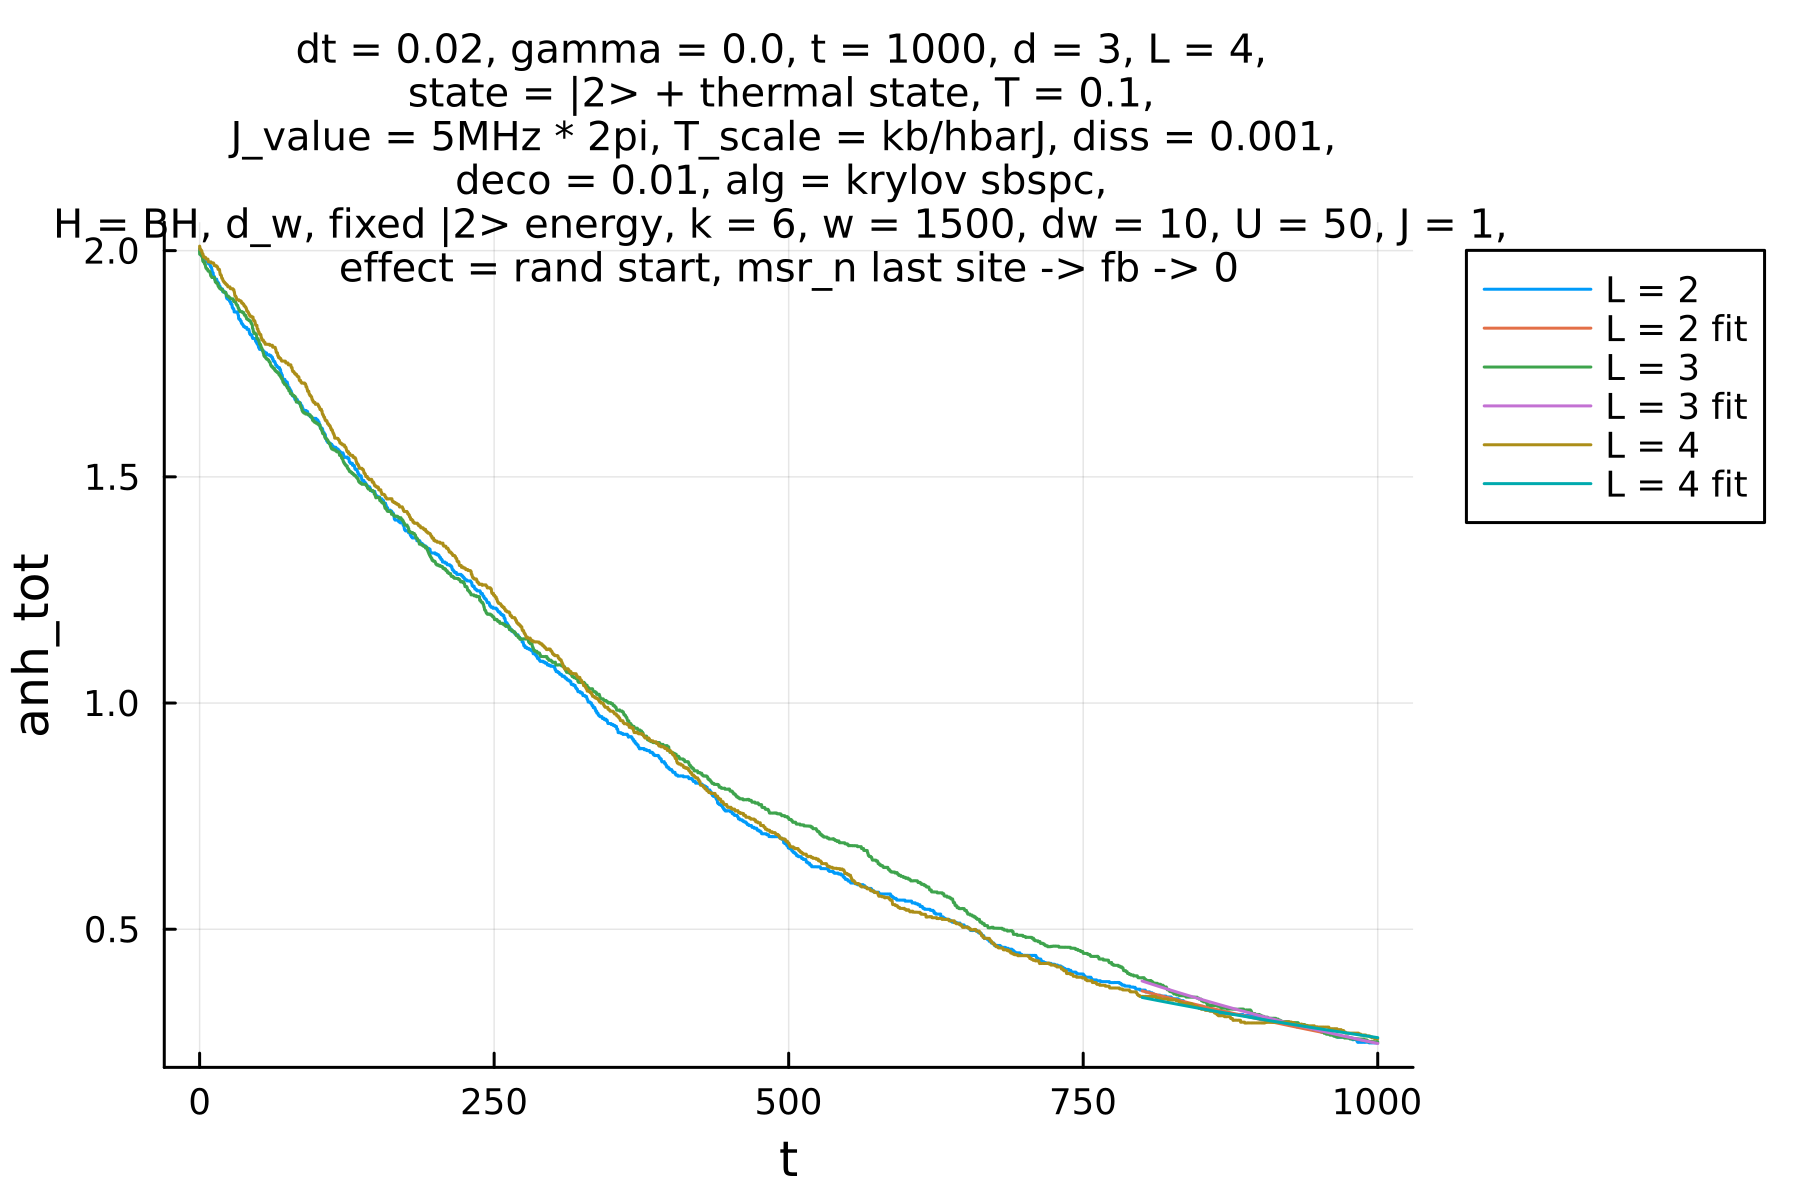 dt = 0.02, gamma = 0.0, t = 1000, d = 3, L = 4,
state = |2> + thermal state, T = 0.1,
J_value = 5MHz * 2pi, T_scale = kb/hbarJ, diss = 0.001,
deco = 0.01, alg = krylov sbspc,
H = BH, d_w, fixed |2> energy, k = 6, w = 1500, dw = 10, U = 50, J = 1,
effect = rand start, msr_n last site -> fb -> 0
2.0
1.5
1.0
0.5
anh_tot
0 250 500 750 1000
t
L = 2
L = 2 fit
L = 3
L = 3 fit
L = 4
L = 4 fit